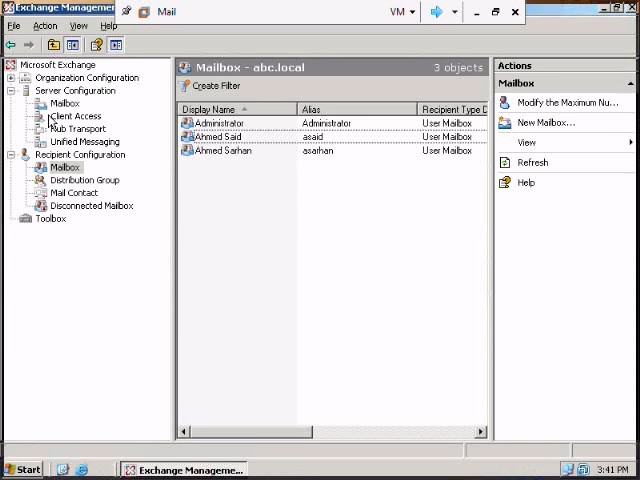 Exchange Management
Mail
VM
File Action View Help
Microsoft Exchange
Organization Configuration
Server Configuration
Mailbox
Client Access
Hub Transport
Unified Messaging
Recipient Configuration
Mailbox
Distribution Group
Mail Contact
Disconnected Mailbox
Toolbox
Mailbox - abc.local 3 objects
Create Filter
Display Name Alias Recipient Type D
Administrator Administrator User Mailbox
Ahmed Said asaid User Mailbox
Ahmed Sarhan asarhan User Mailbox
Actions
Mailbox
Modify the Maximum Nu...
New Mailbox...
View
Refresh
Help
Start
Exchange Manageme...
3:41 PM